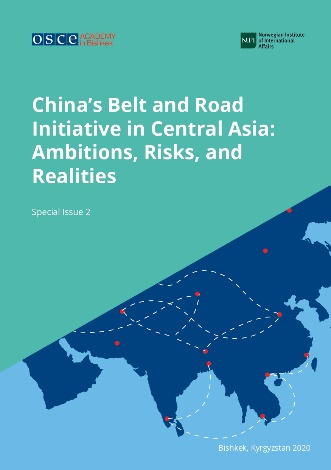 OSCE ACADEMY
in Bishkek
NUPI
Norwegian Institute
of International
Affairs
China's Belt and Road
Initiative in Central Asia:
Ambitions, Risks, and
Realities
Special Issue 2
Bishkek, Kyrgyzstan 2020